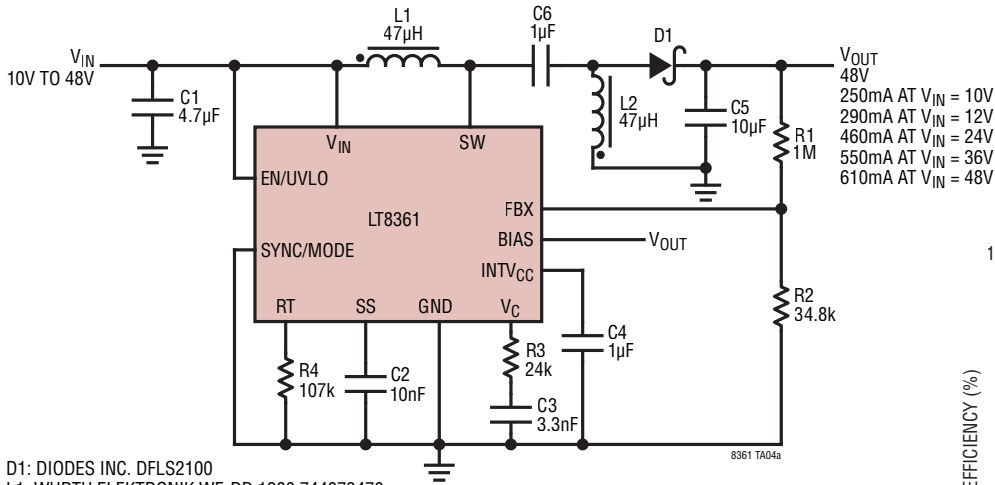 L1
47µH
C6
1µF
D1
VIN
10V TO 48V
C1
4.7µF
L2
47µH
C5
10µF
R1
1M
VOUT
48V
250mA AT VIN = 10V
290mA AT VIN = 12V
460mA AT VIN = 24V
550mA AT VIN = 36V
610mA AT VIN = 48V
VIN
SW
EN/UVLO
LT8361
FBX
SYNC/MODE
BIAS
VOUT
INTVCC
1
RT
SS
GND
VC
R4
107k
C2
10nF
R3
24k
C3
3.3nF
C4
1µF
R2
34.8k
8361 TA04a
EFFICIENCY (%)
D1: DIODES INC. DFLS2100